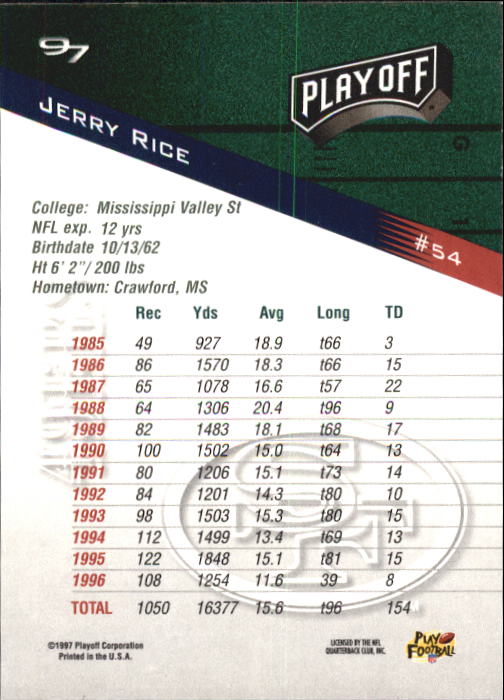 97
PLAYOFF
JERRY RICE
G
#54
College: Mississippi Valley St
NFL exp. 12 yrs
Birthdate 10/13/62
Ht 6' 2"/ 200 lbs
Hometown: Crawford, MS
Rec Yds Avg Long TD
1985 49 927 18.9 t66 3
1986 86 1570 18.3 t66 15
1987 65 1078 16.6 t57 22
1988 64 1306 20.4 t96 9
1989 82 1483 18.1 t68 17
1990 100 1502 15.0 t64 13
1991 80 1206 15.1 t73 14
1992 84 1201 14.3 t80 10
1993 98 1503 15.3 t80 15
1994 112 1499 13.4 t69 13
1995 122 1848 15.1 t81 15
1996 108 1254 11.6 39 8
TOTAL 1050 16377 15.6 t96 154
49ERS
SF
©1997 Playoff Corporation
Printed in the U.S.A.
LICENSED BY THE NFL
QUARTERBACK CLUB, INC.
PLAY
FOOTBALL